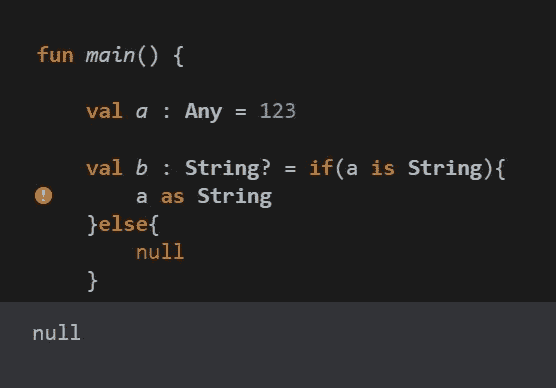 fun main() {
val a : Any = 123
val b : String? = if(a is String){
a as String
}else{
null
}
null